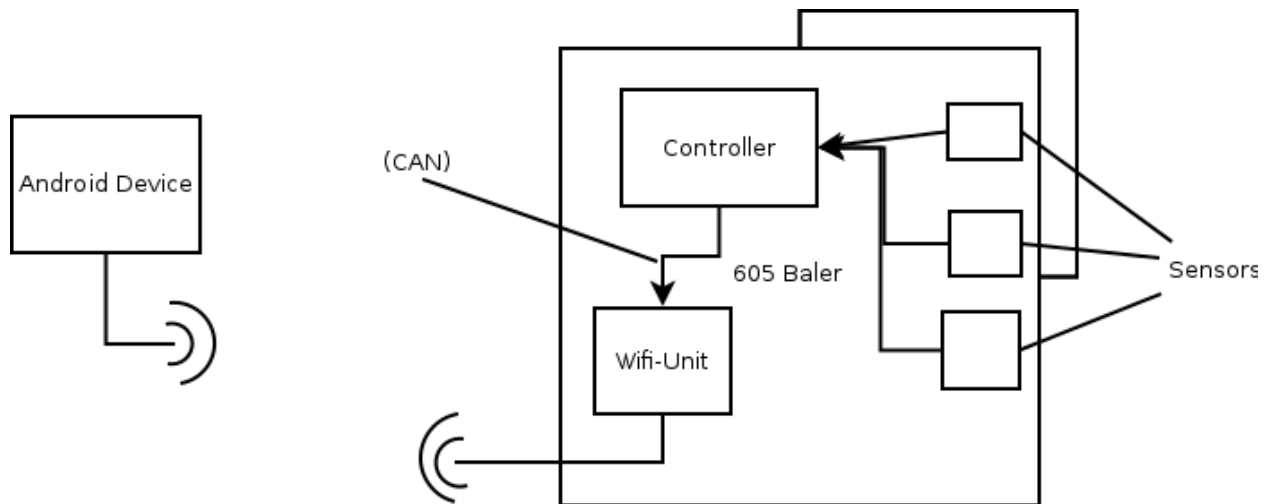 Android Device
(CAN)
Controller
605 Baler
Wifi-Unit
Sensors